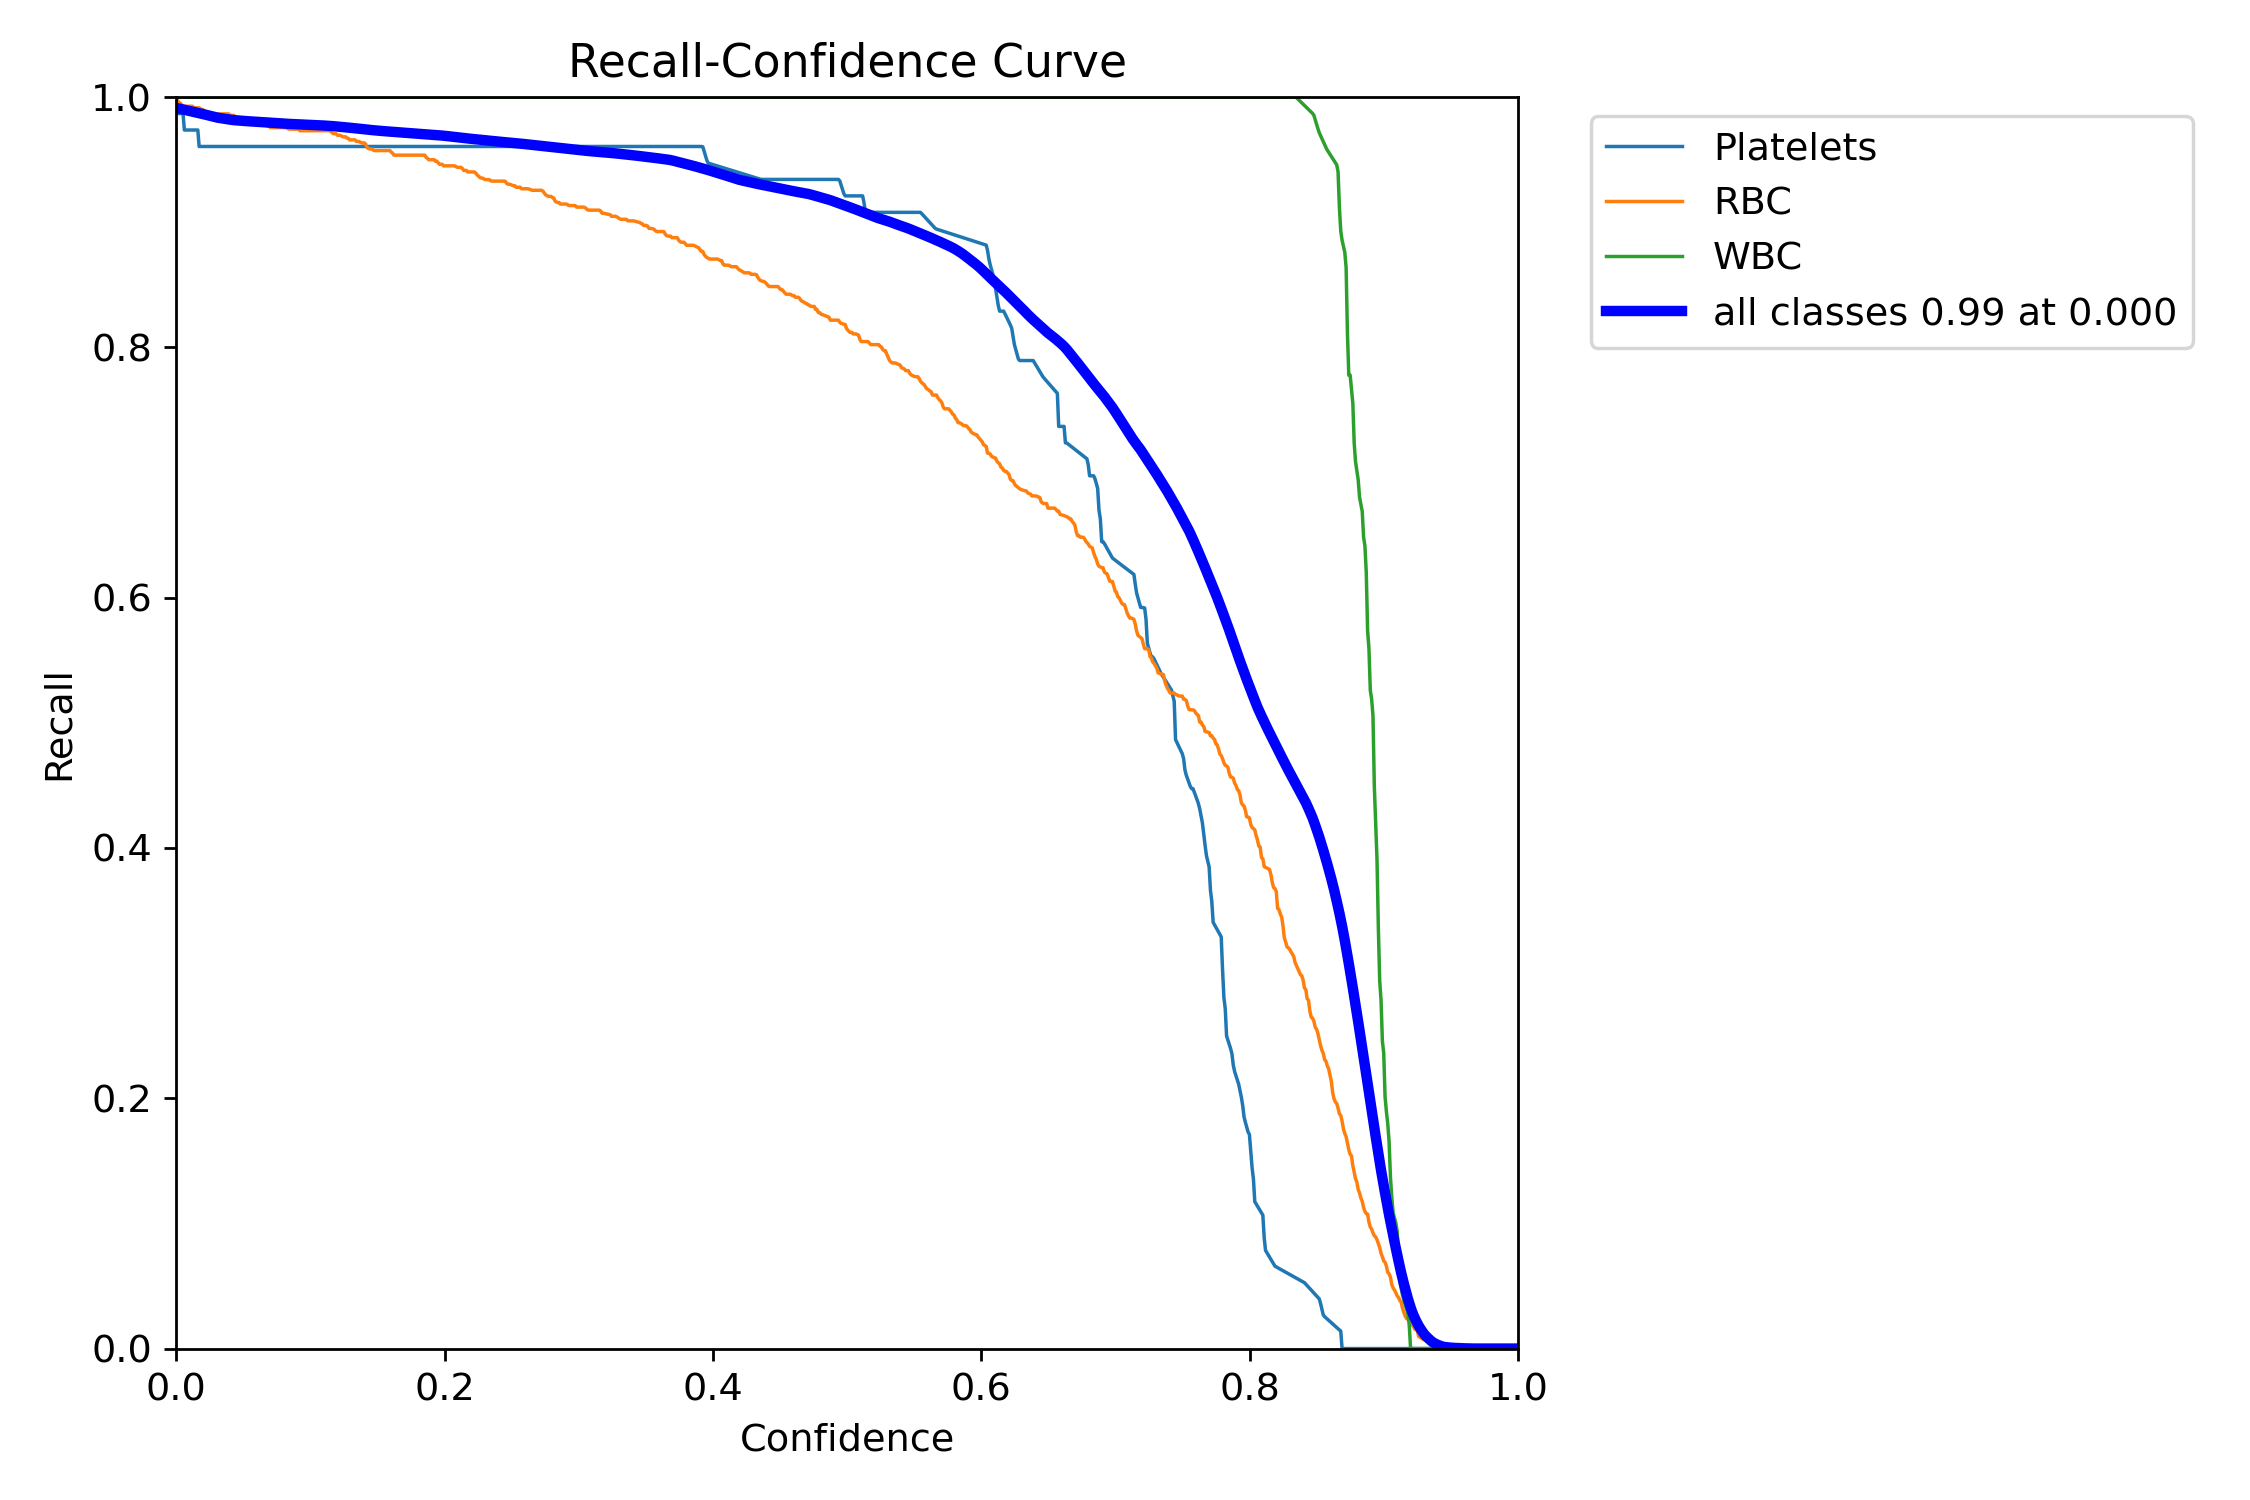 Recall-Confidence Curve
1.0
0.8
0.6
0.4
0.2
0.0
Recall
0.0 0.2 0.4 0.6 0.8 1.0
Confidence
Platelets
RBC
WBC
all classes 0.99 at 0.000